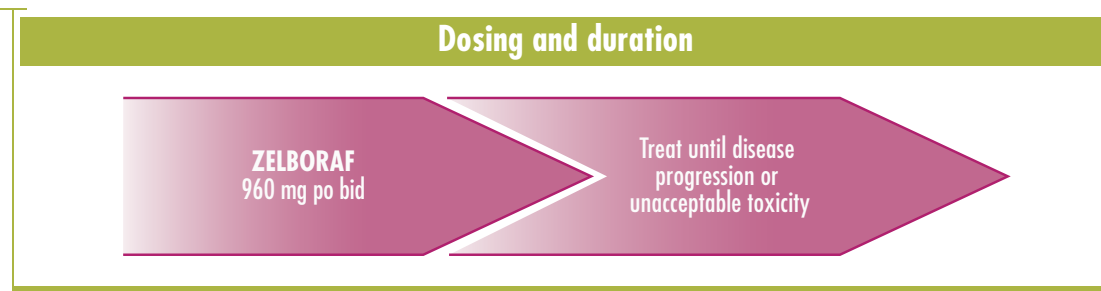 Dosing and duration
ZELBORAF
960 mg po bid
Treat until disease
progression or
unacceptable toxicity